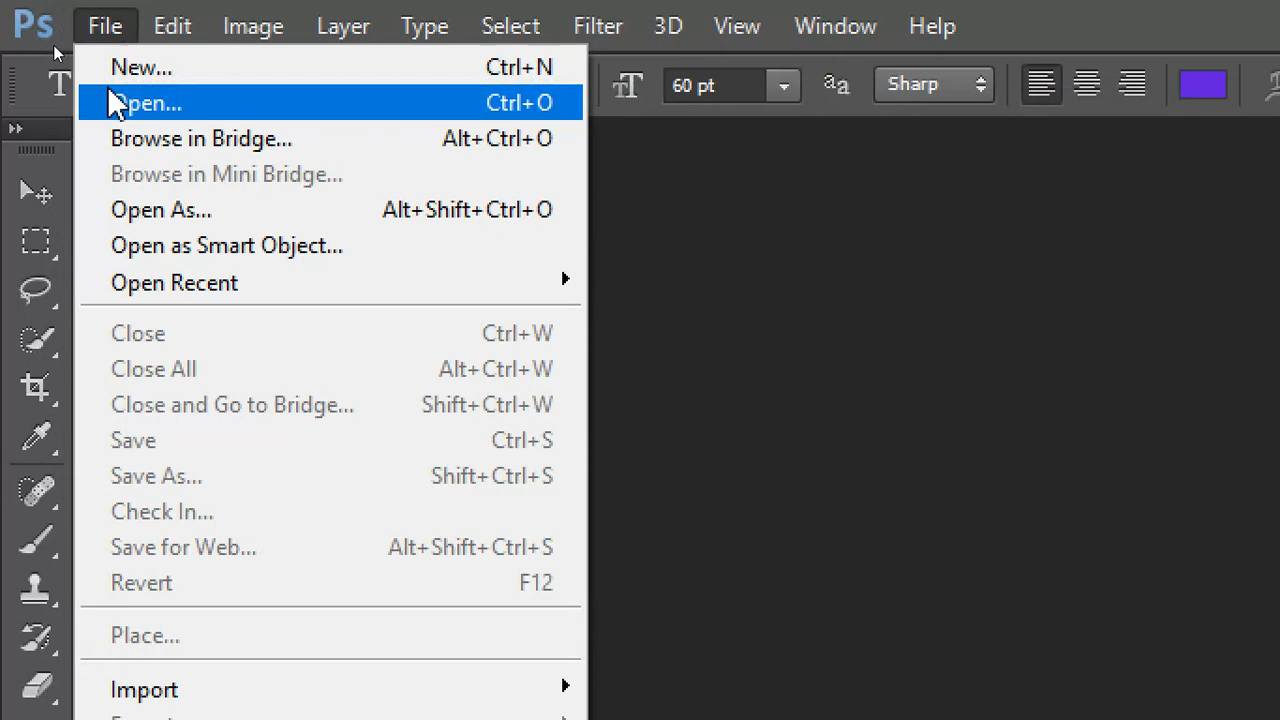 Ps File Edit Image Layer Type Select Filter 3D View Window Help
T 60 pt aa Sharp
New... Ctrl+N
Open... Ctrl+O
Browse in Bridge... Alt+Ctrl+O
Browse in Mini Bridge...
Open As... Alt+Shift+Ctrl+O
Open as Smart Object...
Open Recent
Close Ctrl+W
Close All Alt+Ctrl+W
Close and Go to Bridge... Shift+Ctrl+W
Save Ctrl+S
Save As... Shift+Ctrl+S
Check In...
Save for Web... Alt+Shift+Ctrl+S
Revert F12
Place...
Import